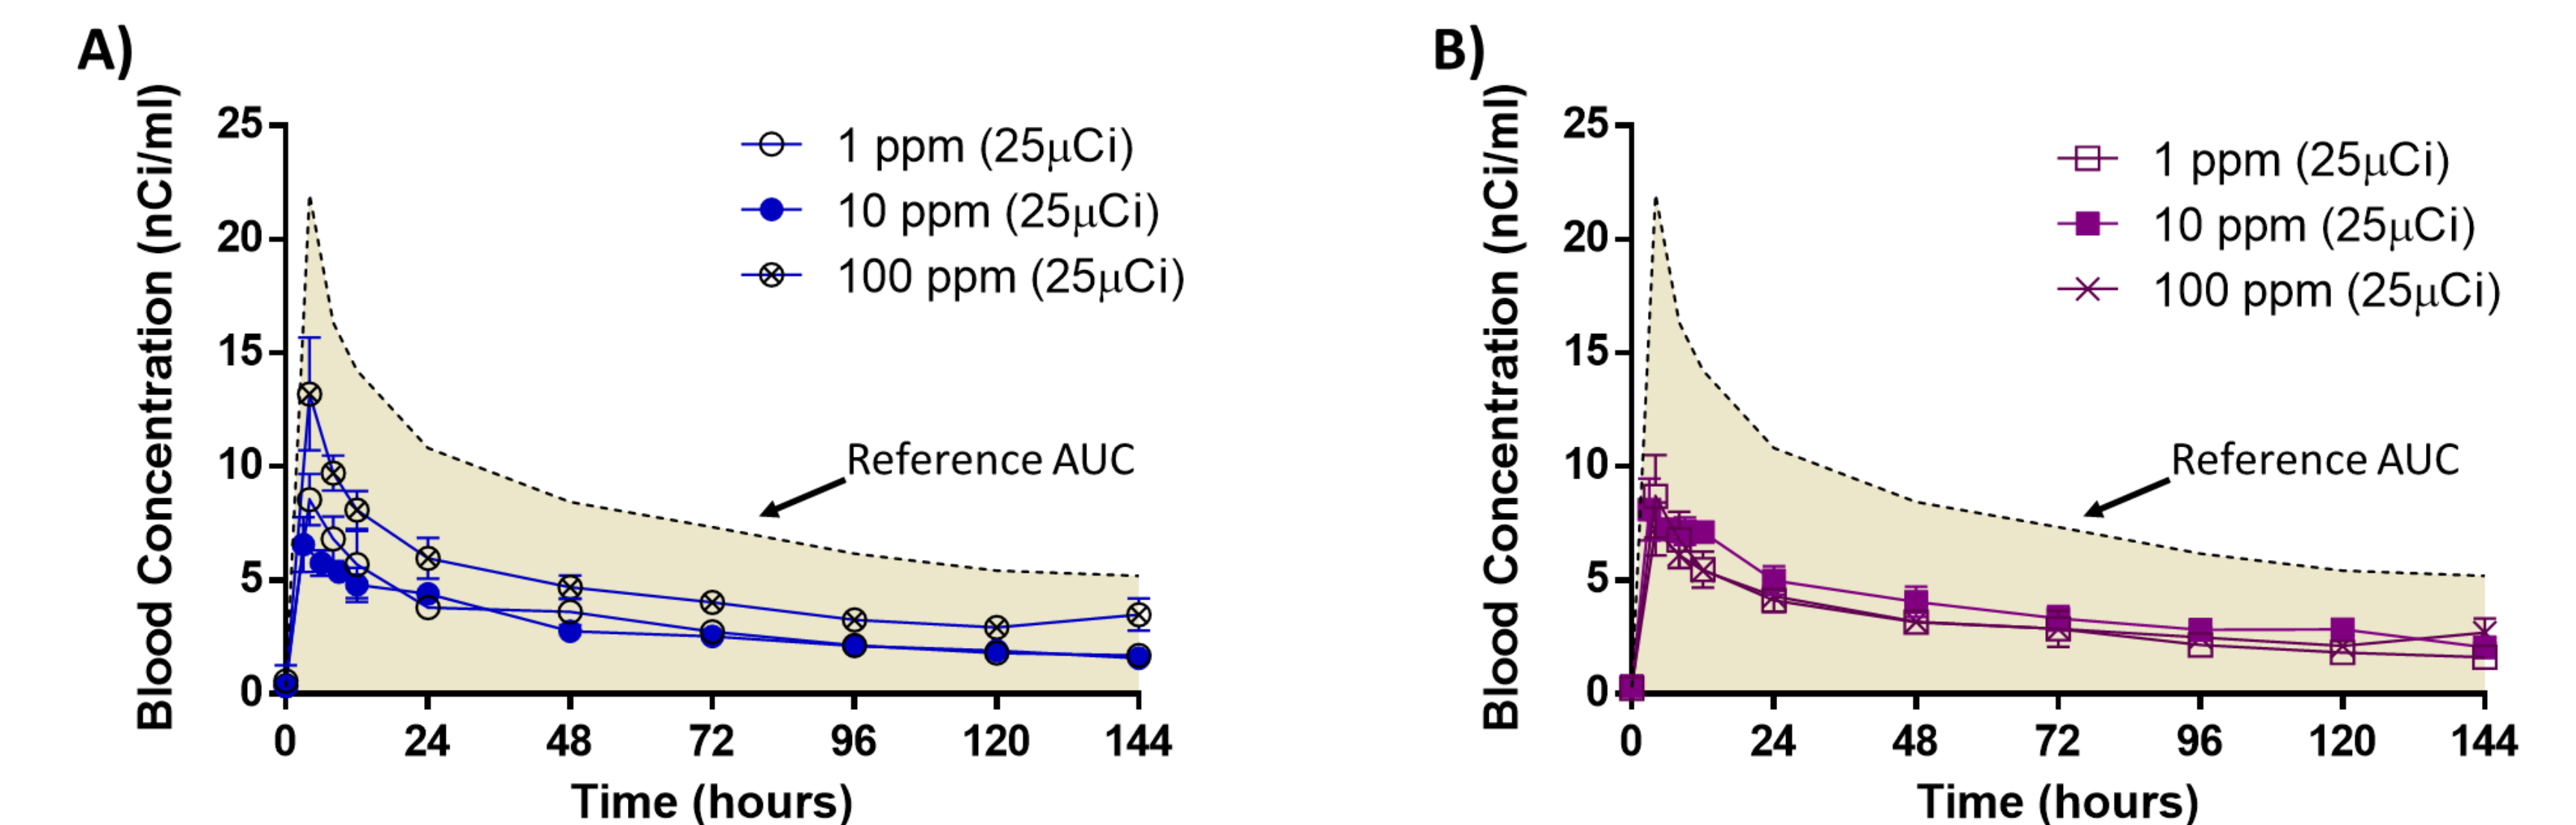 A)
Blood Concentration (nCi/ml)
25
20
15
10
5
0
1 ppm (25μCi)
10 ppm (25μCi)
100 ppm (25μCi)
Reference AUC
0 24 48 72 96 120 144
Time (hours)
B)
Blood Concentration (nCi/ml)
25
20
15
10
5
0
1 ppm (25μCi)
10 ppm (25μCi)
100 ppm (25μCi)
Reference AUC
0 24 48 72 96 120 144
Time (hours)